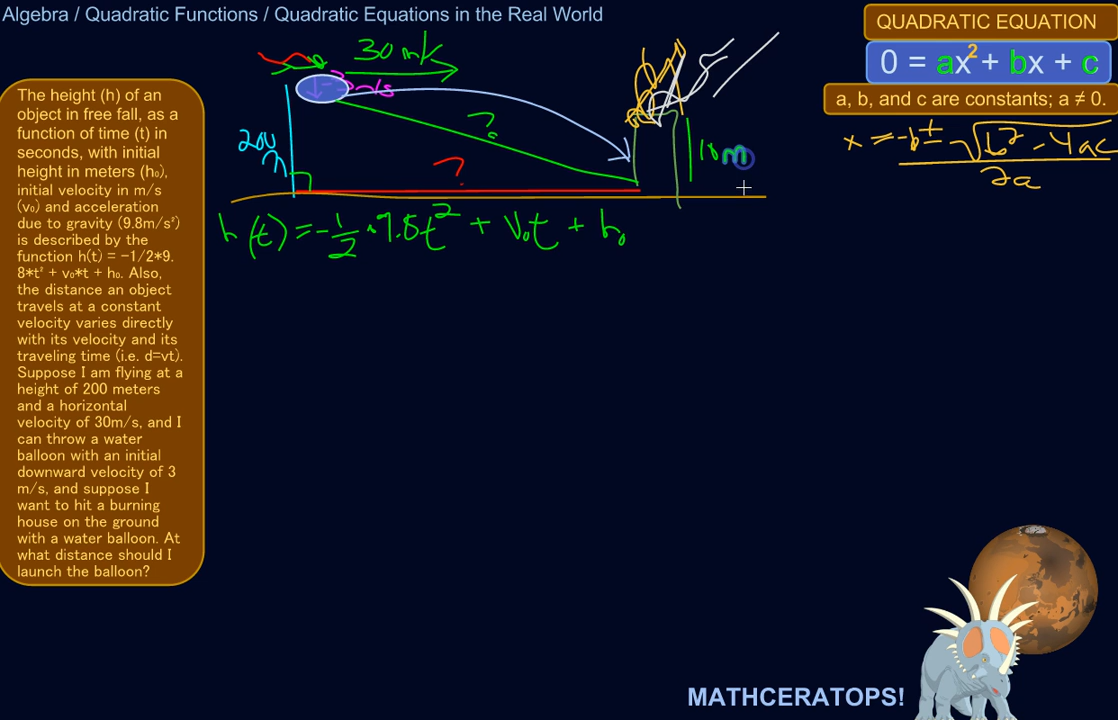 Algebra / Quadratic Functions / Quadratic Equations in the Real World
QUADRATIC EQUATION
0 = ax² + bx + c
a, b, and c are constants; a ≠ 0.
x = -b ± √b² - 4ac
2a
30 m/s
3 m/s
200
m
?
?
10m
h(t) = -1/2 · 9.8t² + v₀t + h₀
The height (h) of an
object in free fall, as a
function of time (t) in
seconds, with initial
height in meters (h₀),
initial velocity in m/s
(v₀) and acceleration
due to gravity (9.8m/s²)
is described by the
function h(t) = −1/2*9.
8*t² + v₀*t + h₀. Also,
the distance an object
travels at a constant
velocity varies directly
with its velocity and its
traveling time (i.e. d=vt).
Suppose I am flying at a
height of 200 meters
and a horizontal
velocity of 30m/s, and I
can throw a water
balloon with an initial
downward velocity of 3
m/s, and suppose I
want to hit a burning
house on the ground
with a water balloon. At
what distance should I
launch the balloon?
MATHCERATOPS!